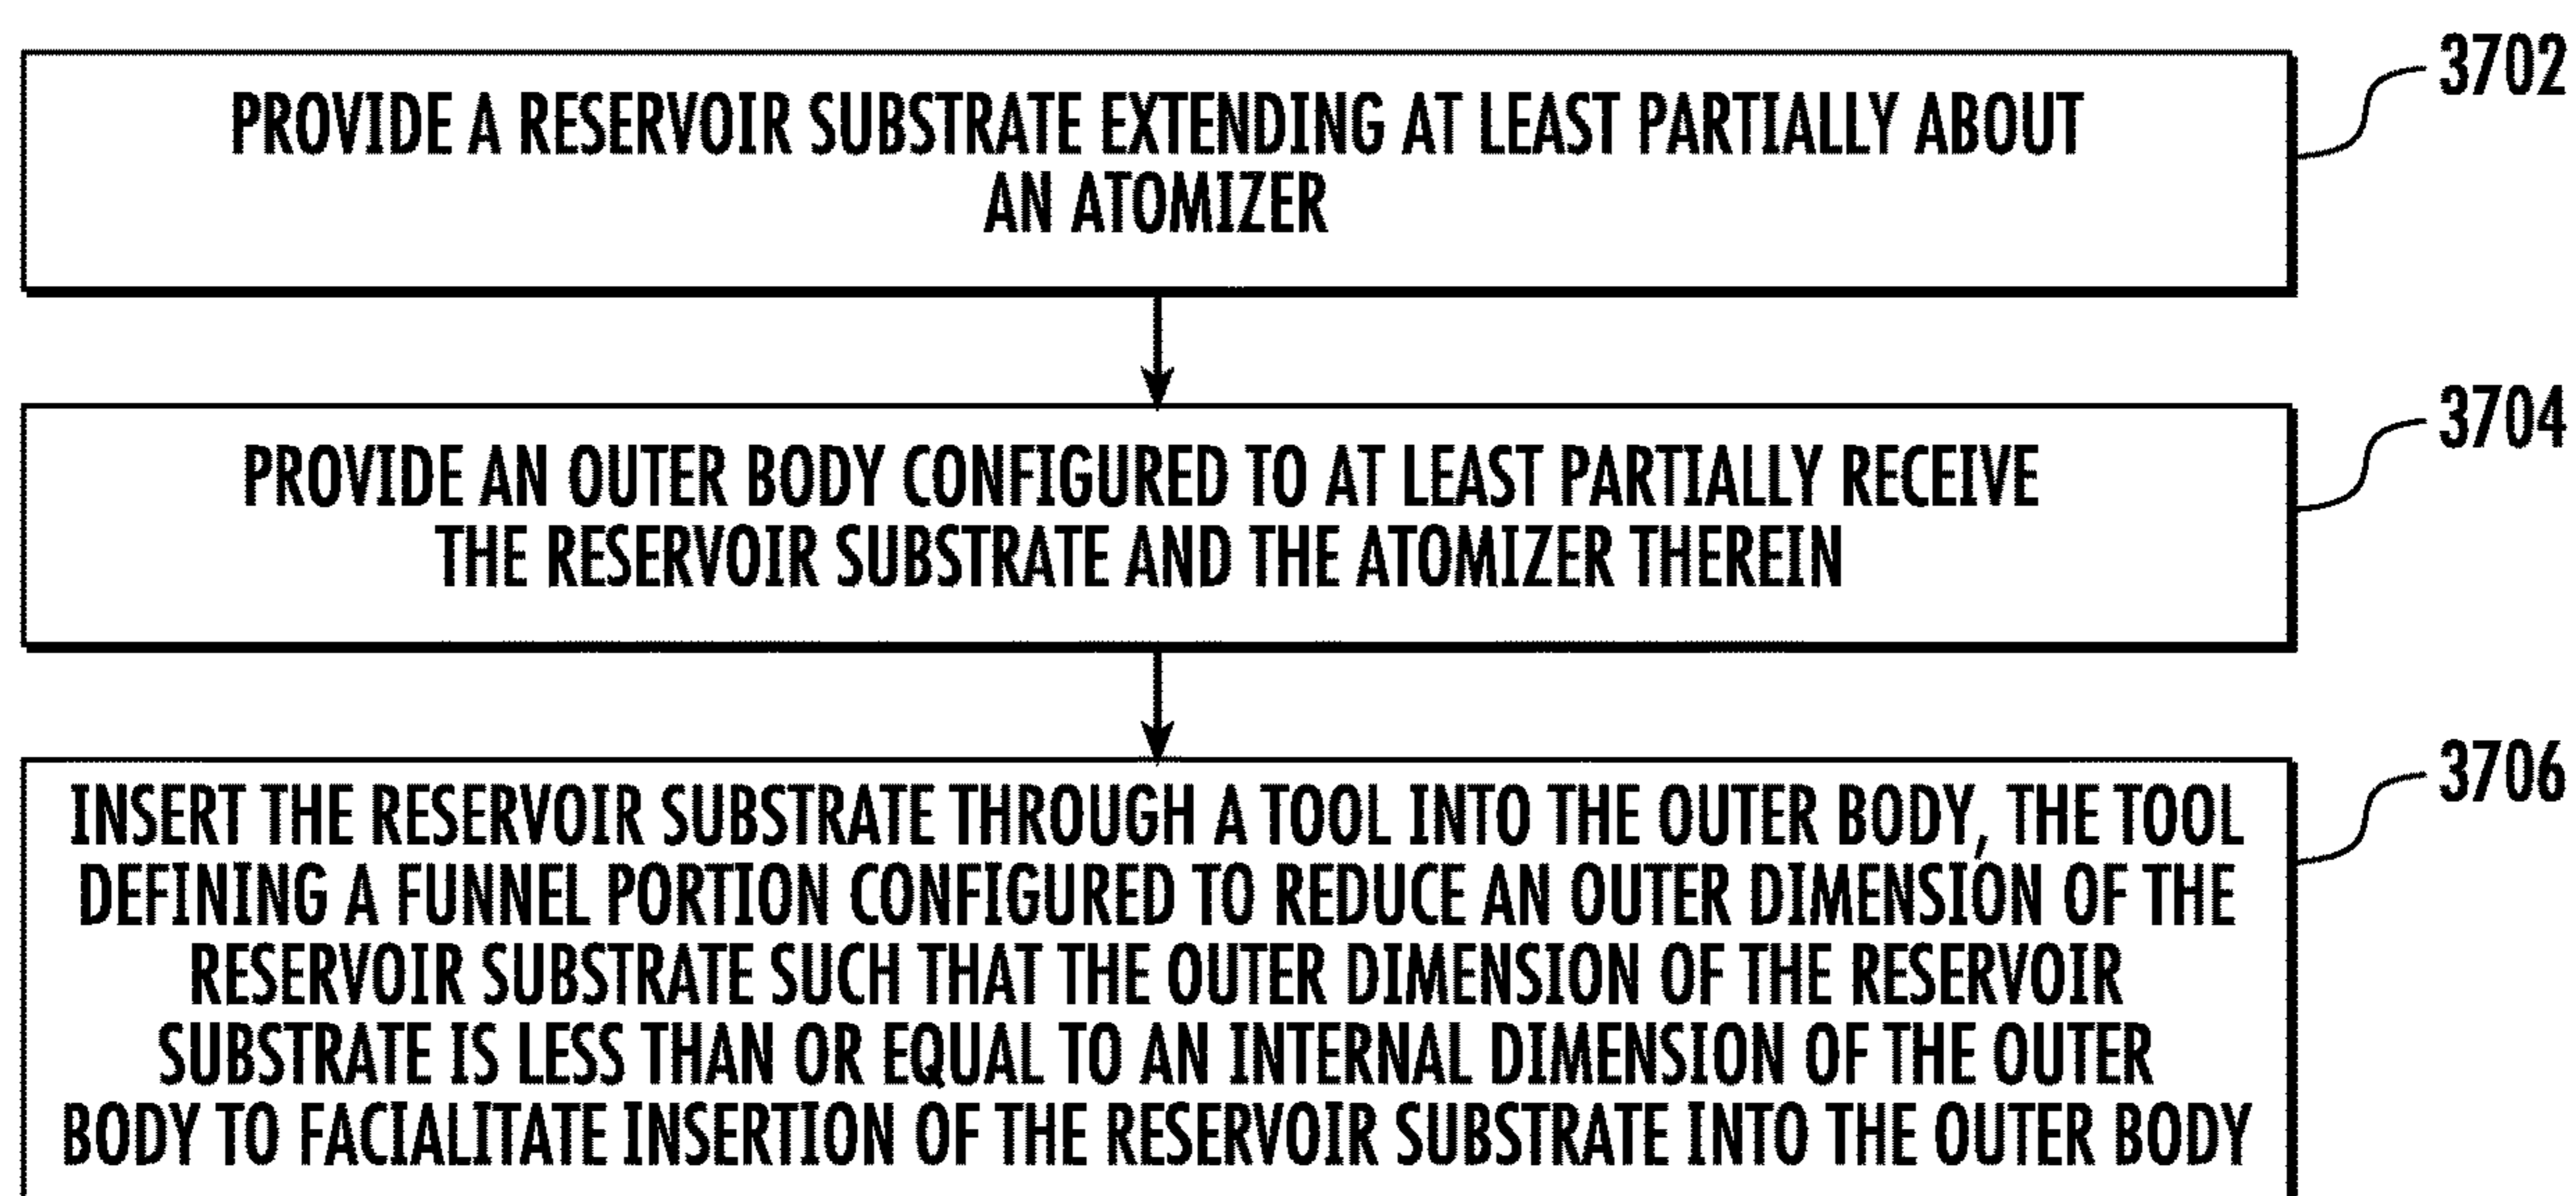 PROVIDE A RESERVOIR SUBSTRATE EXTENDING AT LEAST PARTIALLY ABOUT
AN ATOMIZER
3702
PROVIDE AN OUTER BODY CONFIGURED TO AT LEAST PARTIALLY RECEIVE
THE RESERVOIR SUBSTRATE AND THE ATOMIZER THEREIN
3704
INSERT THE RESERVOIR SUBSTRATE THROUGH A TOOL INTO THE OUTER BODY, THE TOOL
DEFINING A FUNNEL PORTION CONFIGURED TO REDUCE AN OUTER DIMENSION OF THE
RESERVOIR SUBSTRATE SUCH THAT THE OUTER DIMENSION OF THE RESERVOIR
SUBSTRATE IS LESS THAN OR EQUAL TO AN INTERNAL DIMENSION OF THE OUTER
BODY TO FACIALITATE INSERTION OF THE RESERVOIR SUBSTRATE INTO THE OUTER BODY
3706